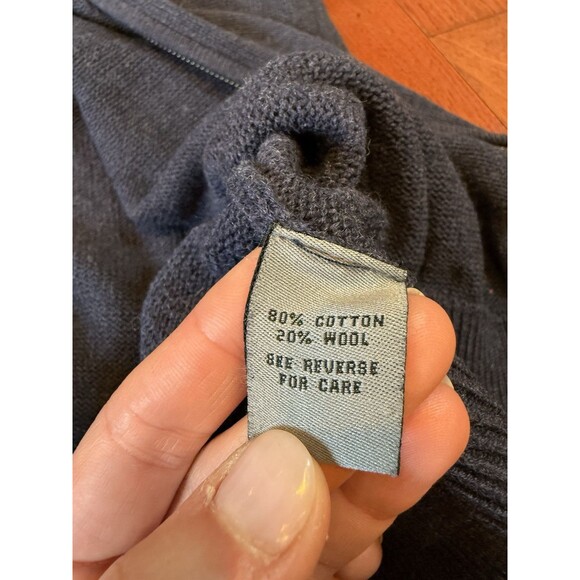 80% COTTON
20% WOOL
SEE REVERSE
FOR CARE